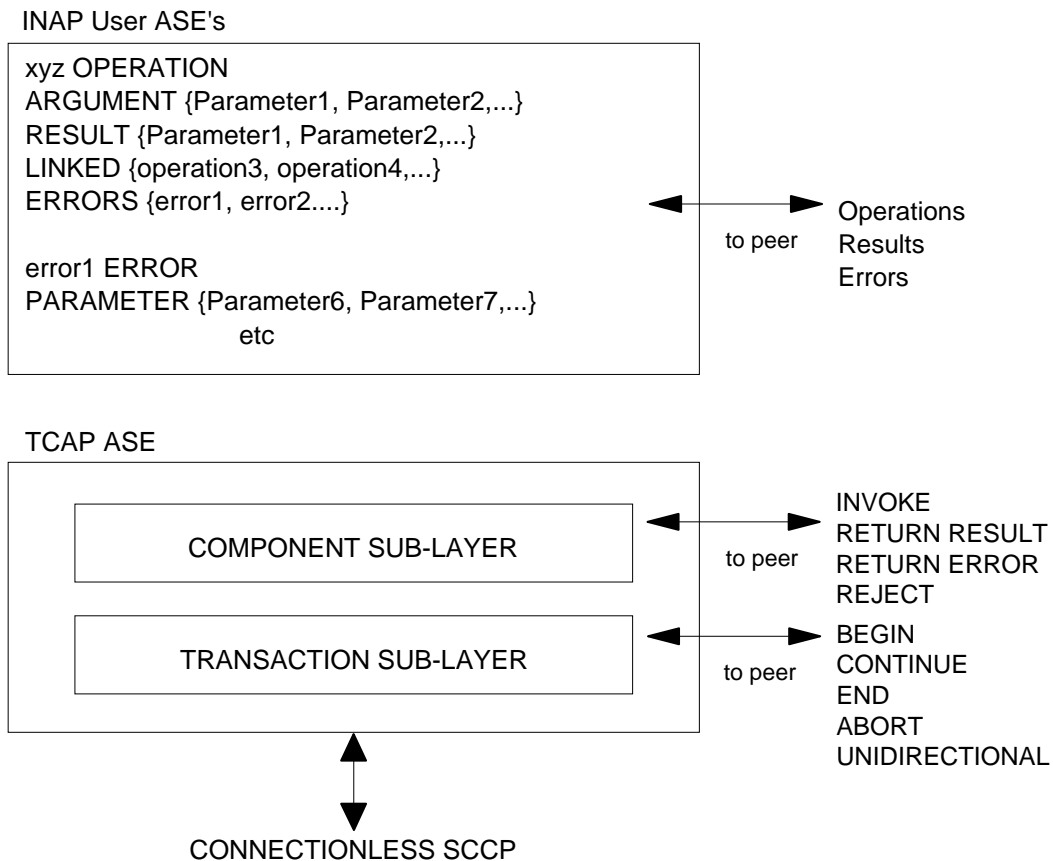 INAP User ASE's
xyz OPERATION
ARGUMENT {Parameter1, Parameter2,...}
RESULT {Parameter1, Parameter2,...}
LINKED {operation3, operation4,...}
ERRORS {error1, error2....}
error1 ERROR
PARAMETER {Parameter6, Parameter7,...}
etc
to peer
Operations
Results
Errors
TCAP ASE
COMPONENT SUB-LAYER
to peer
INVOKE
RETURN RESULT
RETURN ERROR
REJECT
TRANSACTION SUB-LAYER
to peer
BEGIN
CONTINUE
END
ABORT
UNIDIRECTIONAL
CONNECTIONLESS SCCP